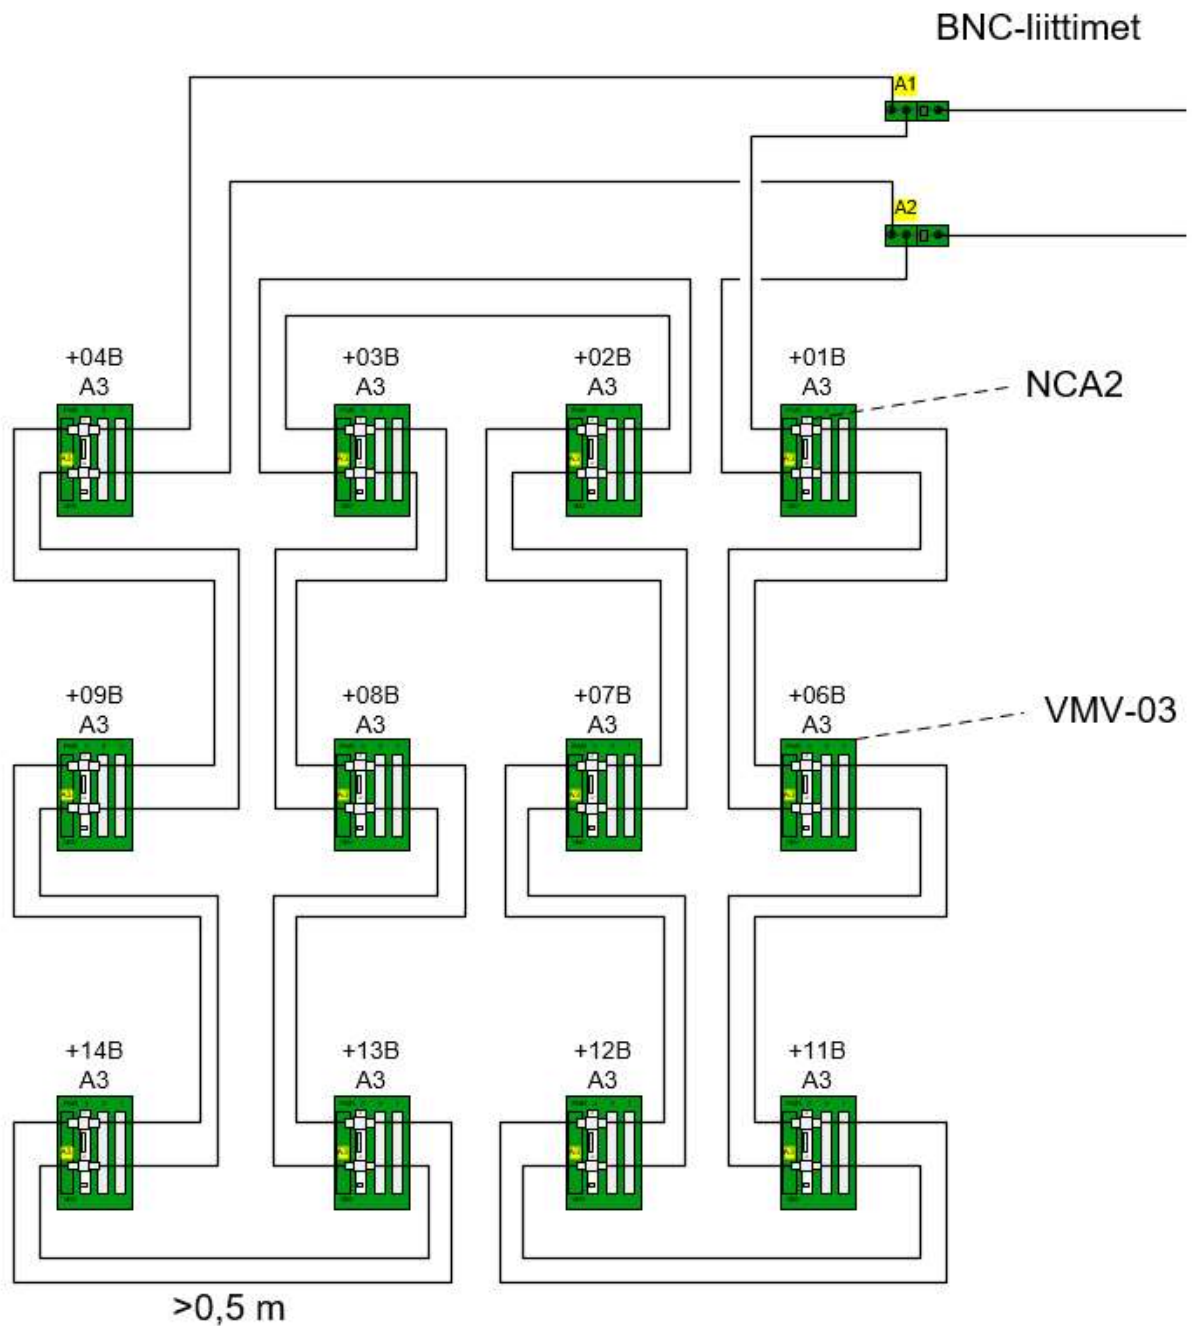 BNC-liittimet
A1
A2
+04B
A3
+03B
A3
+02B
A3
+01B
A3
NCA2
+09B
A3
+08B
A3
+07B
A3
+06B
A3
VMV-03
+14B
A3
+13B
A3
+12B
A3
+11B
A3
>0,5 m